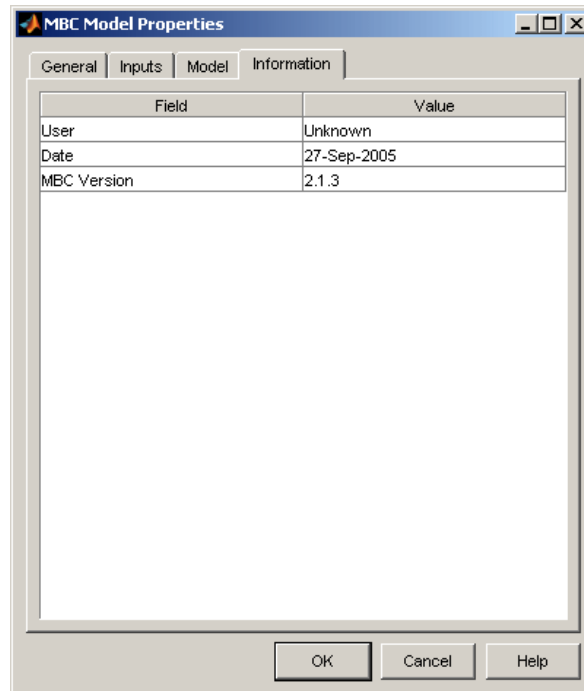 MBC Model Properties
General Inputs Model Information
Field Value
User Unknown
Date 27-Sep-2005
MBC Version 2.1.3
OK Cancel Help